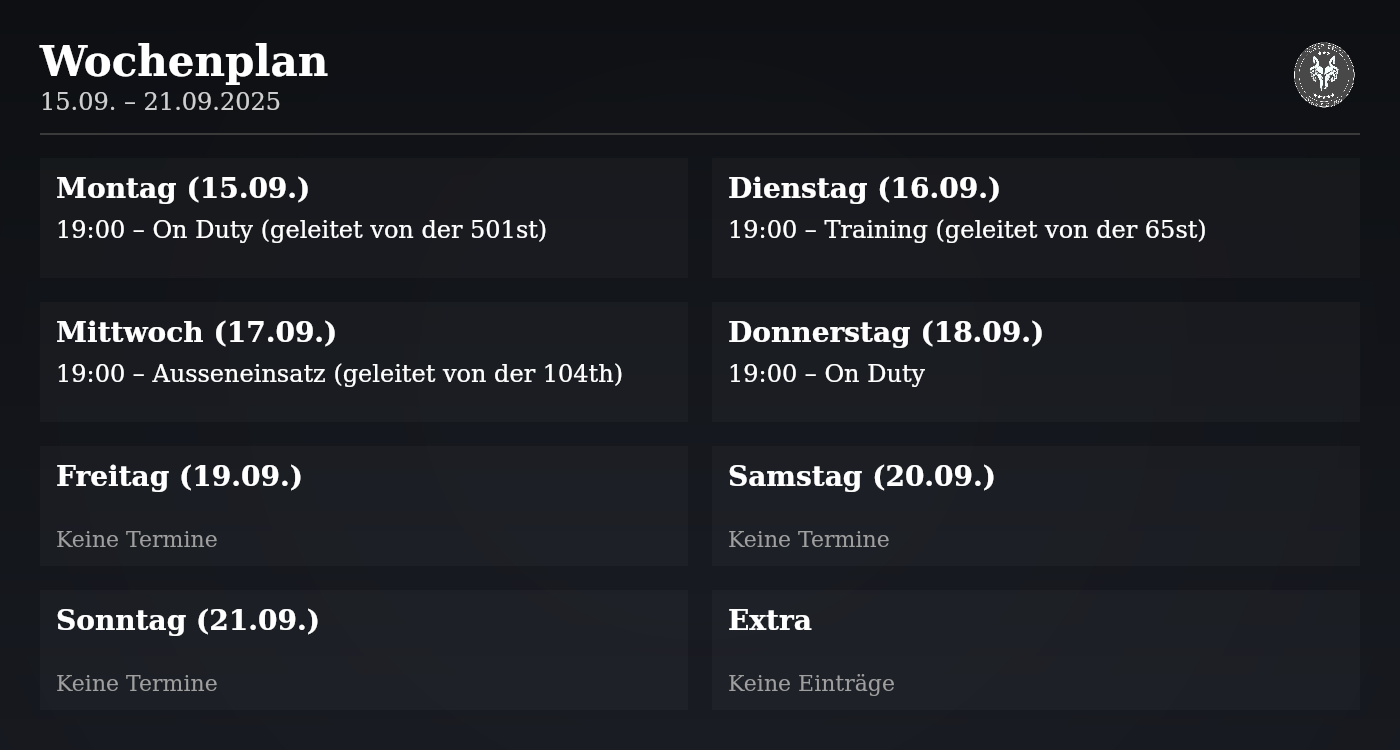 Wochenplan
15.09. – 21.09.2025
Montag (15.09.)
19:00 – On Duty (geleitet von der 501st)
Dienstag (16.09.)
19:00 – Training (geleitet von der 65st)
Mittwoch (17.09.)
19:00 – Ausseneinsatz (geleitet von der 104th)
Donnerstag (18.09.)
19:00 – On Duty
Freitag (19.09.)
Keine Termine
Samstag (20.09.)
Keine Termine
Sonntag (21.09.)
Keine Termine
Extra
Keine Einträge